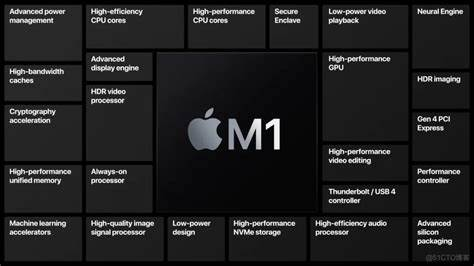 Advanced power
management
High-efficiency
CPU cores
High-performance
CPU cores
Secure
Enclave
Low-power video
playback
Neural Engine
High-bandwidth
caches
Advanced
display engine
High-performance
GPU
HDR imaging
HDR video
processor
Cryptography
acceleration
M1
Gen 4 PCI
Express
High-performance
unified memory
Always-on
processor
High-performance
video editing
Performance
controller
Thunderbolt / USB 4
controller
Machine learning
accelerators
High-quality image
signal processor
Low-power
design
High-performance
NVMe storage
High-efficiency audio
processor
Advanced
silicon
packaging
@51CTO博客